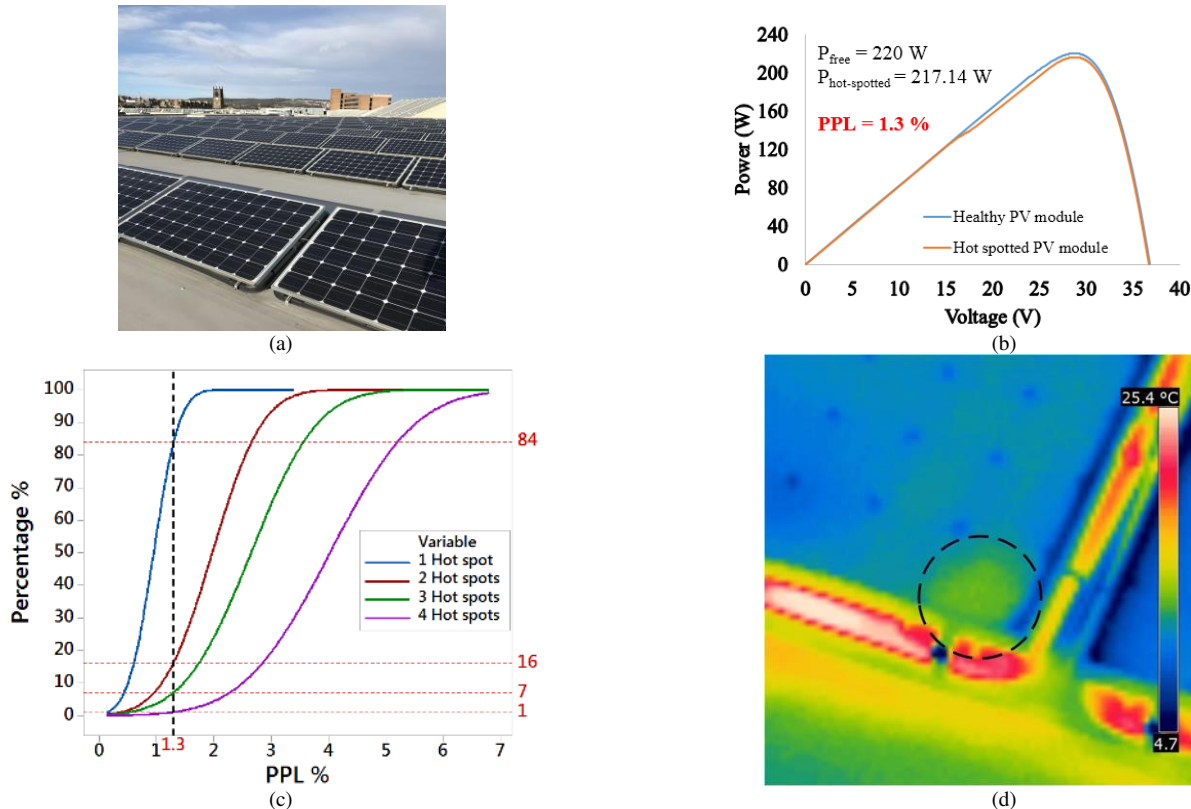 (a)
240
200
160
120
80
40
0
Power (W)
P_free = 220 W
P_hot-spotted = 217.14 W
PPL = 1.3 %
Healthy PV module
Hot spotted PV module
0 5 10 15 20 25 30 35 40
Voltage (V)
(b)
100
90
80
70
60
50
40
30
20
10
0
Percentage %
84
16
7
1
Variable
1 Hot spot
2 Hot spots
3 Hot spots
4 Hot spots
0 1 2 3 4 5 6 7
1.3
PPL %
(c)
25.4 °C
4.7
(d)